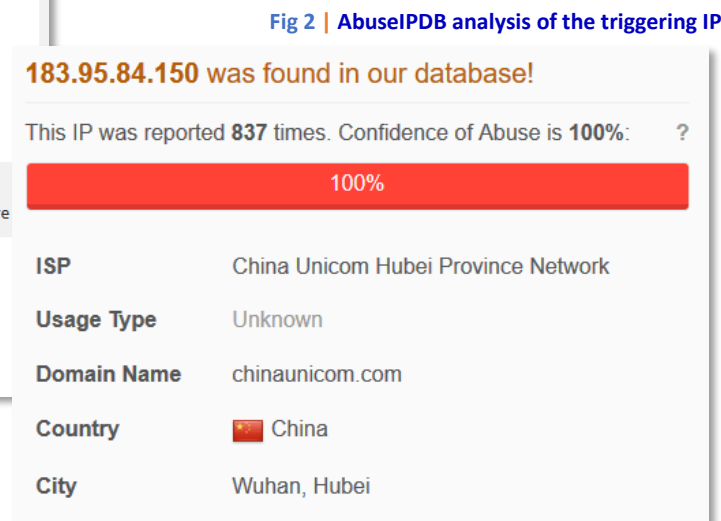 Fig 2 | AbuseIPDB analysis of the triggering IP
183.95.84.150 was found in our database!
This IP was reported 837 times. Confidence of Abuse is 100%: ?
100%
ISP China Unicom Hubei Province Network
Usage Type Unknown
Domain Name chinaunicom.com
Country China
City Wuhan, Hubei